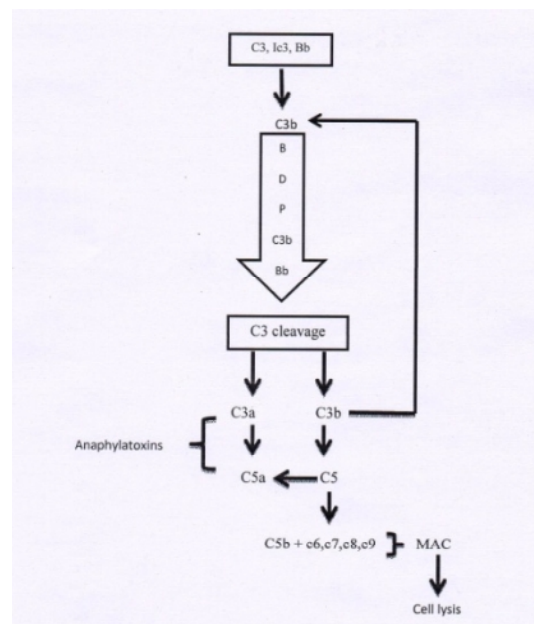 C3, Ic3, Bb
C3b
B
D
P
C3b
Bb
C3 cleavage
C3a C3b
Anaphylatoxins
C5a C5
C5b + c6,c7,c8,c9 MAC
Cell lysis